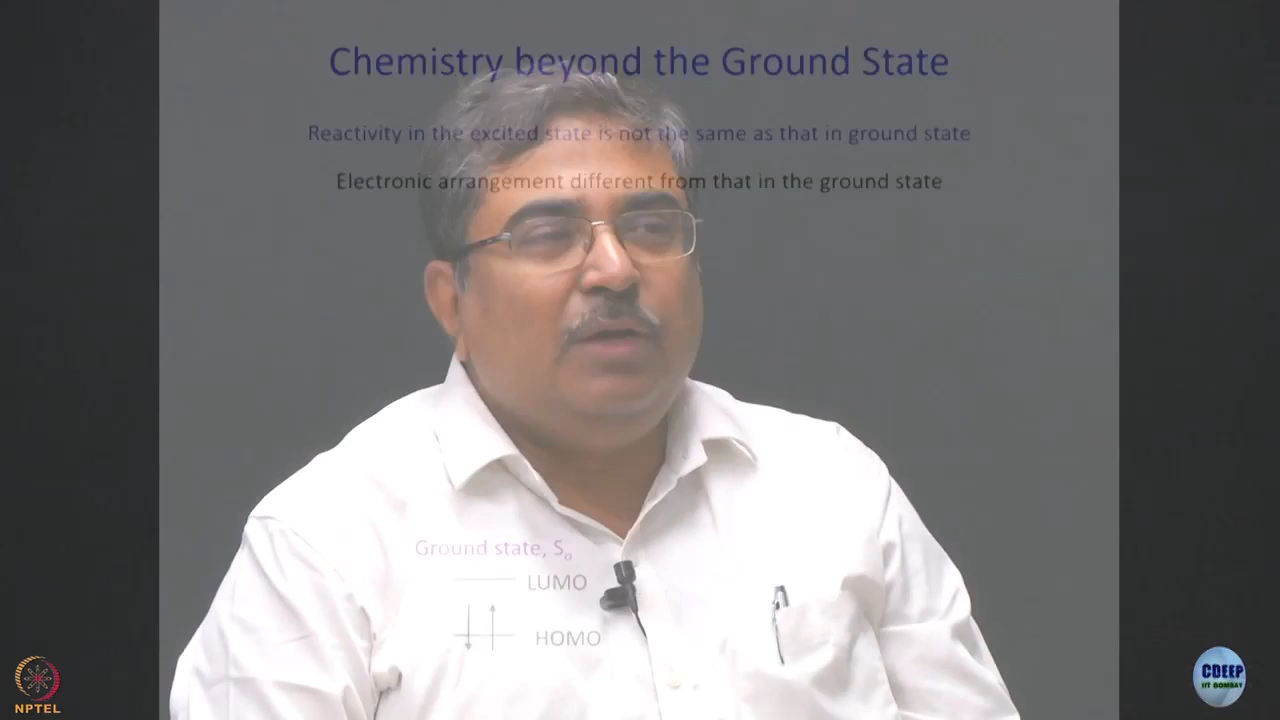 Chemistry beyond the Ground State
Reactivity in the excited state is not the same as that in ground state
Electronic arrangement different from that in the ground state
Ground state, S₀
LUMO
HOMO
NPTEL
CDEEP
IIT BOMBAY